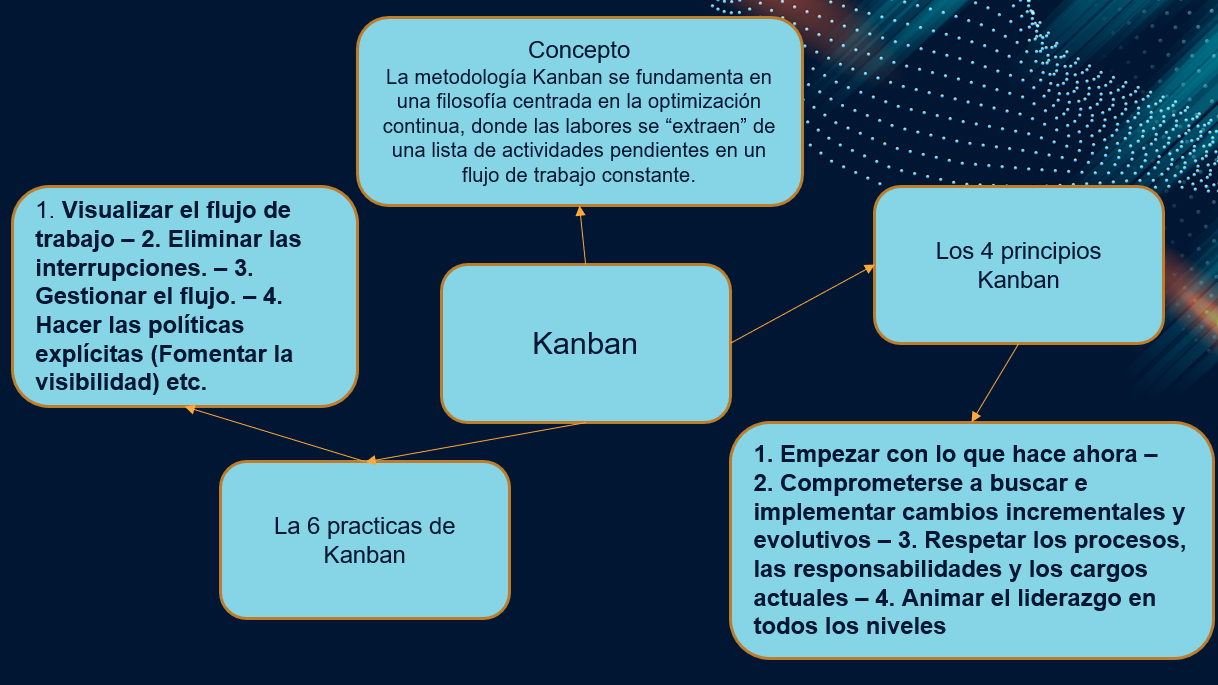 Concepto
La metodología Kanban se fundamenta en
una filosofía centrada en la optimización
continua, donde las labores se “extraen” de
una lista de actividades pendientes en un
flujo de trabajo constante.
1. Visualizar el flujo de
trabajo – 2. Eliminar las
interrupciones. – 3.
Gestionar el flujo. – 4.
Hacer las políticas
explícitas (Fomentar la
visibilidad) etc.
Kanban
Los 4 principios
Kanban
La 6 practicas de
Kanban
1. Empezar con lo que hace ahora –
2. Comprometerse a buscar e
implementar cambios incrementales y
evolutivos – 3. Respetar los procesos,
las responsabilidades y los cargos
actuales – 4. Animar el liderazgo en
todos los niveles